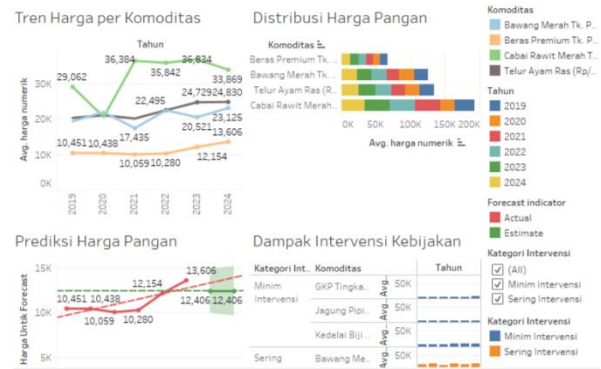 Tren Harga per Komoditas
Tahun
Avg. harga numerik
30K
20K
10K
0K
29,062
36,384
35,842
36,634
33,869
22,495
24,729
24,830
23,125
17,435
20,521
10,451
10,438
10,059
10,280
12,154
13,606
2019
2020
2021
2022
2023
2024
Distribusi Harga Pangan
Komoditas
Beras Premium Tk. ...
Bawang Merah Tk. ...
Telur Ayam Ras (R..
Cabai Rawit Merah..
0K
50K
100K
150K
200K
Avg. harga numerik
Komoditas
Bawang Merah Tk. P..
Beras Premium Tk. P..
Cabai Rawit Merah T..
Telur Ayam Ras (Rp/..
Tahun
2019
2020
2021
2022
2023
2024
Forecast indicator
Actual
Estimate
Kategori Intervensi
(All)
Minim Intervensi
Sering Intervensi
Kategori Intervensi
Minim Intervensi
Sering Intervensi
Prediksi Harga Pangan
Harga Untik Forecast
15K
10K
5K
10,451
10,438
10,059
10,280
12,154
13,606
12,406
12,406
Dampak Intervensi Kebijakan
Kategori Int..
Komoditas
Tahun
Minim
Intervensi
GKP Tingka..
Avg..
50K
Jagung Pipi..
Avg..
50K
Kedelai Biji ..
Avg..
50K
Sering
Bawang Me..
Avg..
50K